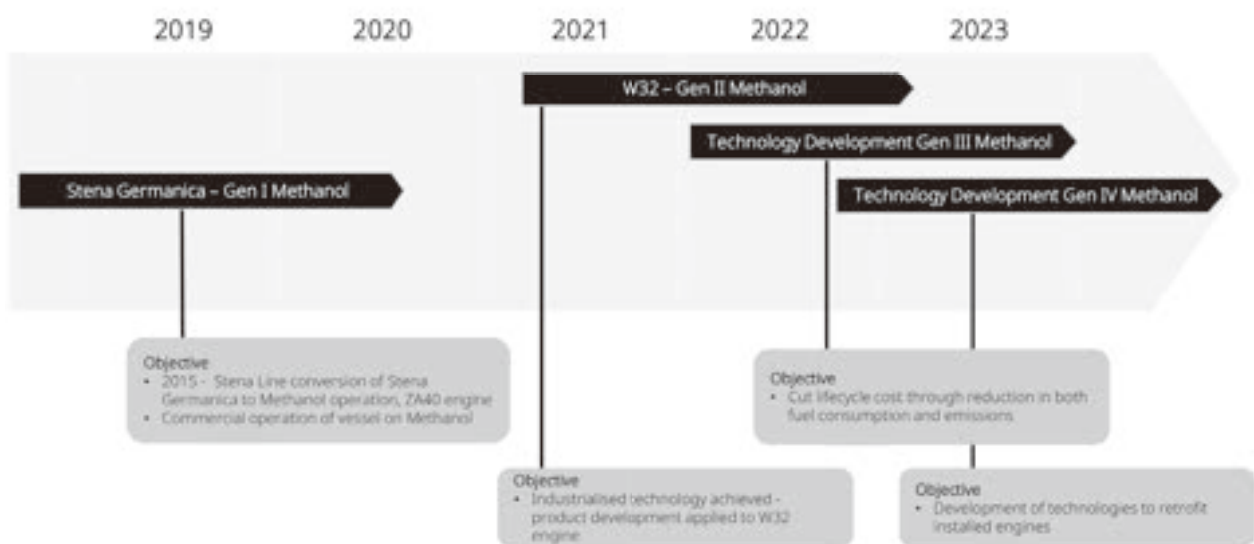 2019 2020 2021 2022 2023
W32 – Gen II Methanol
Technology Development Gen III Methanol
Stena Germanica – Gen I Methanol
Technology Development Gen IV Methanol
Objective
• 2015 - Stena Line conversion of Stena
Germanica to Methanol operation, ZA40 engine
• Commercial operation of vessel on Methanol
Objective
• Cut lifecycle cost through reduction in both
fuel consumption and emissions
Objective
• Industrialised technology achieved -
product development applied to W32
engine
Objective
• Development of technologies to retrofit
installed engines